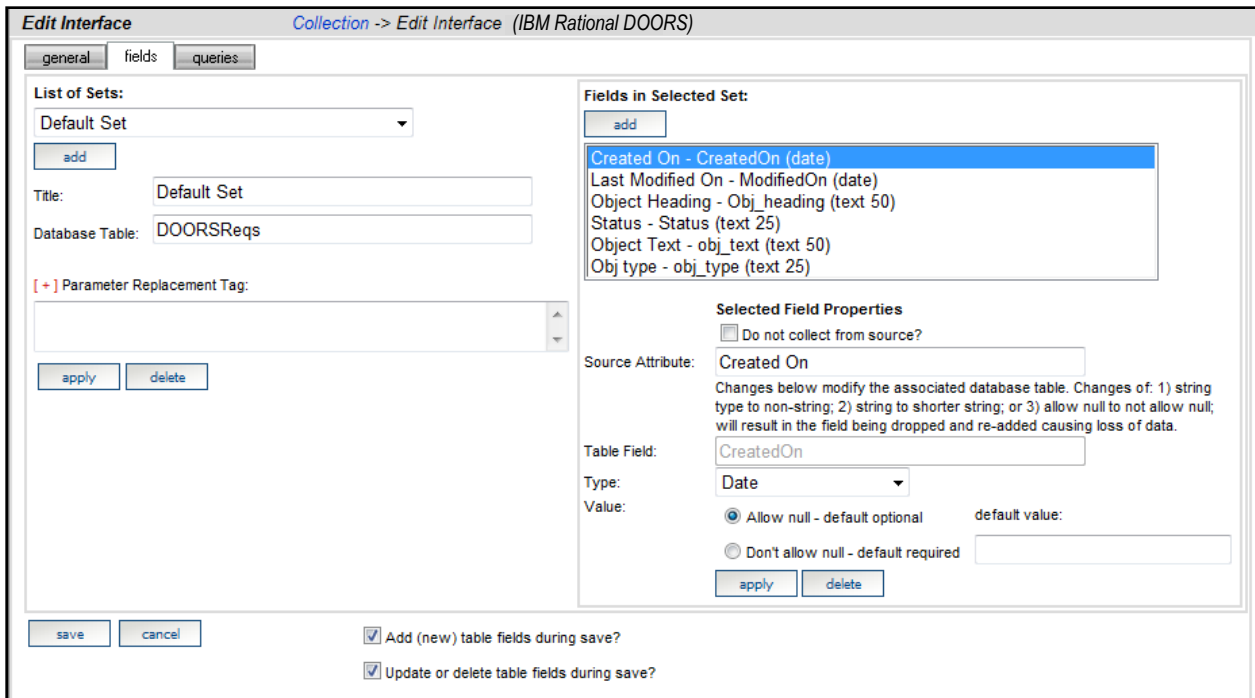 Edit Interface
Collection -> Edit Interface (IBM Rational DOORS)
general
fields
queries
List of Sets:
Default Set
add
Title:
Default Set
Database Table:
DOORSReqs
[ + ] Parameter Replacement Tag:
apply
delete
Fields in Selected Set:
add
Created On - CreatedOn (date)
Last Modified On - ModifiedOn (date)
Object Heading - Obj_heading (text 50)
Status - Status (text 25)
Object Text - obj_text (text 50)
Obj type - obj_type (text 25)
Selected Field Properties
Do not collect from source?
Source Attribute:
Created On
Changes below modify the associated database table. Changes of: 1) string
type to non-string; 2) string to shorter string; or 3) allow null to not allow null;
will result in the field being dropped and re-added causing loss of data.
Table Field:
CreatedOn
Type:
Date
Value:
Allow null - default optional
default value:
Don't allow null - default required
apply
delete
save
cancel
Add (new) table fields during save?
Update or delete table fields during save?